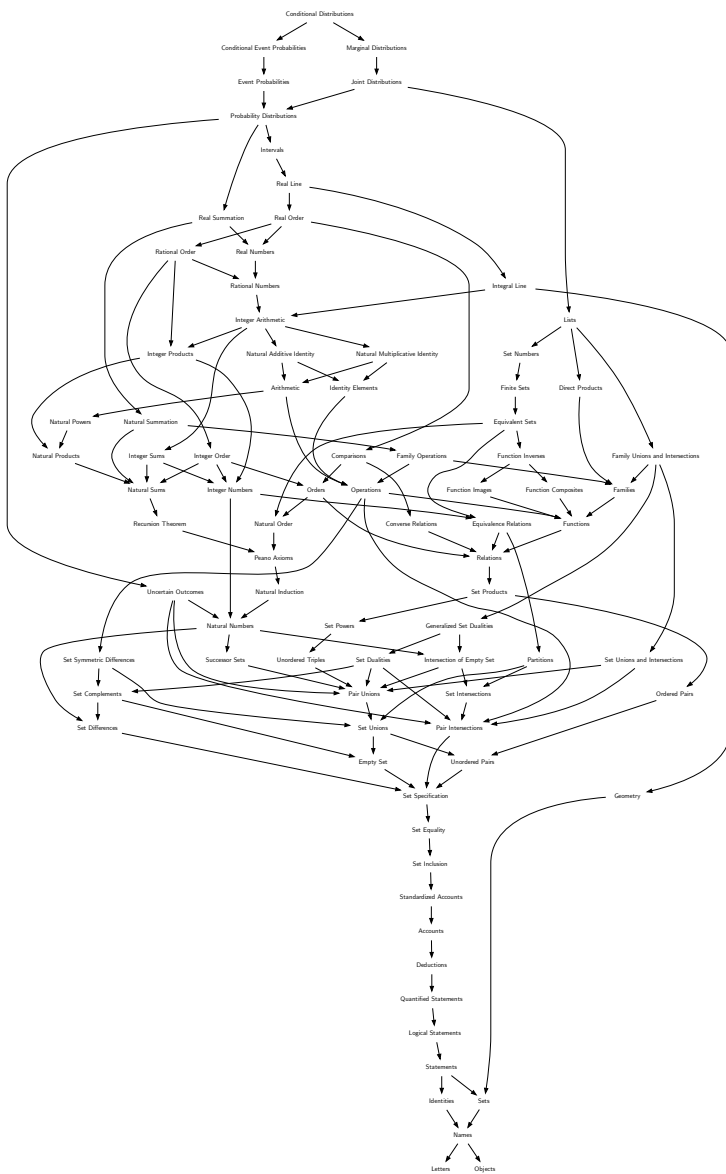 Conditional Distributions
Conditional Event Probabilities
Marginal Distributions
Event Probabilities
Joint Distributions
Probability Distributions
Intervals
Real Line
Real Summation
Real Order
Rational Order
Real Numbers
Rational Numbers
Integral Line
Integer Arithmetic
Lists
Integer Products
Natural Additive Identity
Natural Multiplicative Identity
Set Numbers
Arithmetic
Identity Elements
Finite Sets
Direct Products
Natural Powers
Natural Summation
Equivalent Sets
Natural Products
Integer Sums
Integer Order
Comparisons
Family Operations
Function Inverses
Family Unions and Intersections
Natural Sums
Integer Numbers
Orders
Operations
Function Images
Function Composites
Families
Recursion Theorem
Natural Order
Converse Relations
Equivalence Relations
Functions
Peano Axioms
Relations
Uncertain Outcomes
Natural Induction
Set Products
Natural Numbers
Set Powers
Generalized Set Dualities
Set Symmetric Differences
Successor Sets
Unordered Triples
Set Dualities
Intersection of Empty Set
Partitions
Set Unions and Intersections
Set Complements
Pair Unions
Set Intersections
Ordered Pairs
Set Differences
Set Unions
Pair Intersections
Empty Set
Unordered Pairs
Set Specification
Geometry
Set Equality
Set Inclusion
Standardized Accounts
Accounts
Deductions
Quantified Statements
Logical Statements
Statements
Identities
Sets
Names
Letters
Objects